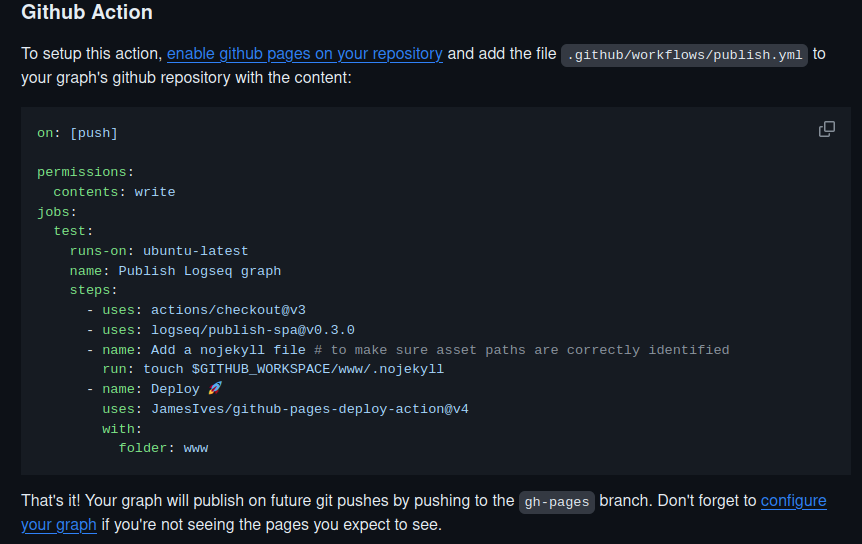 Github Action
To setup this action, enable github pages on your repository and add the file .github/workflows/publish.yml to
your graph's github repository with the content:
on: [push]
permissions:
  contents: write
jobs:
  test:
    runs-on: ubuntu-latest
    name: Publish Logseq graph
    steps:
      - uses: actions/checkout@v3
      - uses: logseq/publish-spa@v0.3.0
      - name: Add a nojekyll file # to make sure asset paths are correctly identified
        run: touch $GITHUB_WORKSPACE/www/.nojekyll
      - name: Deploy 🚀
        uses: JamesIves/github-pages-deploy-action@v4
        with:
          folder: www
That's it! Your graph will publish on future git pushes by pushing to the gh-pages branch. Don't forget to configure
your graph if you're not seeing the pages you expect to see.